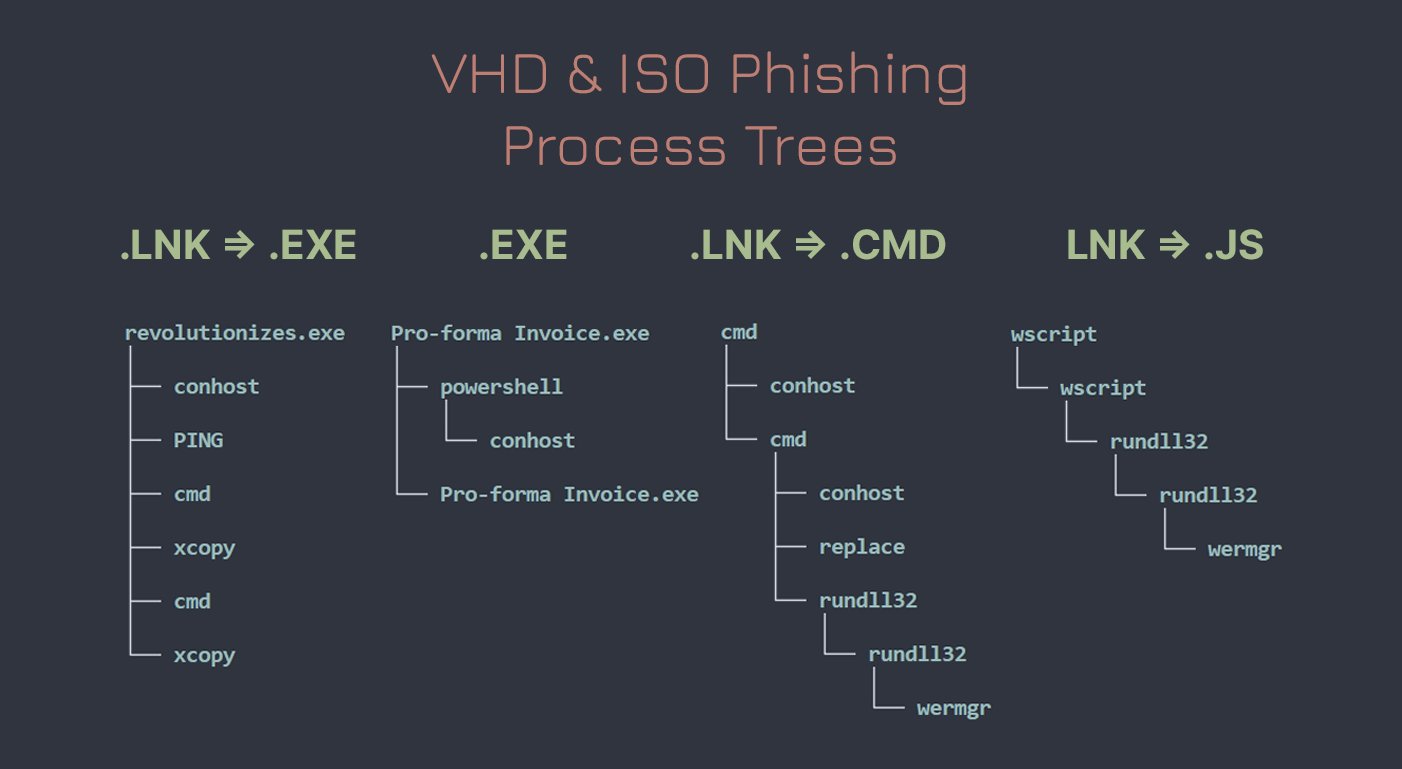 VHD & ISO Phishing
Process Trees
.LNK ⇒ .EXE
revolutionizes.exe
conhost
PING
cmd
xcopy
cmd
xcopy
.EXE
Pro-forma Invoice.exe
powershell
conhost
Pro-forma Invoice.exe
.LNK ⇒ .CMD
cmd
conhost
cmd
conhost
replace
rundll32
rundll32
wermgr
LNK ⇒ .JS
wscript
wscript
rundll32
rundll32
wermgr